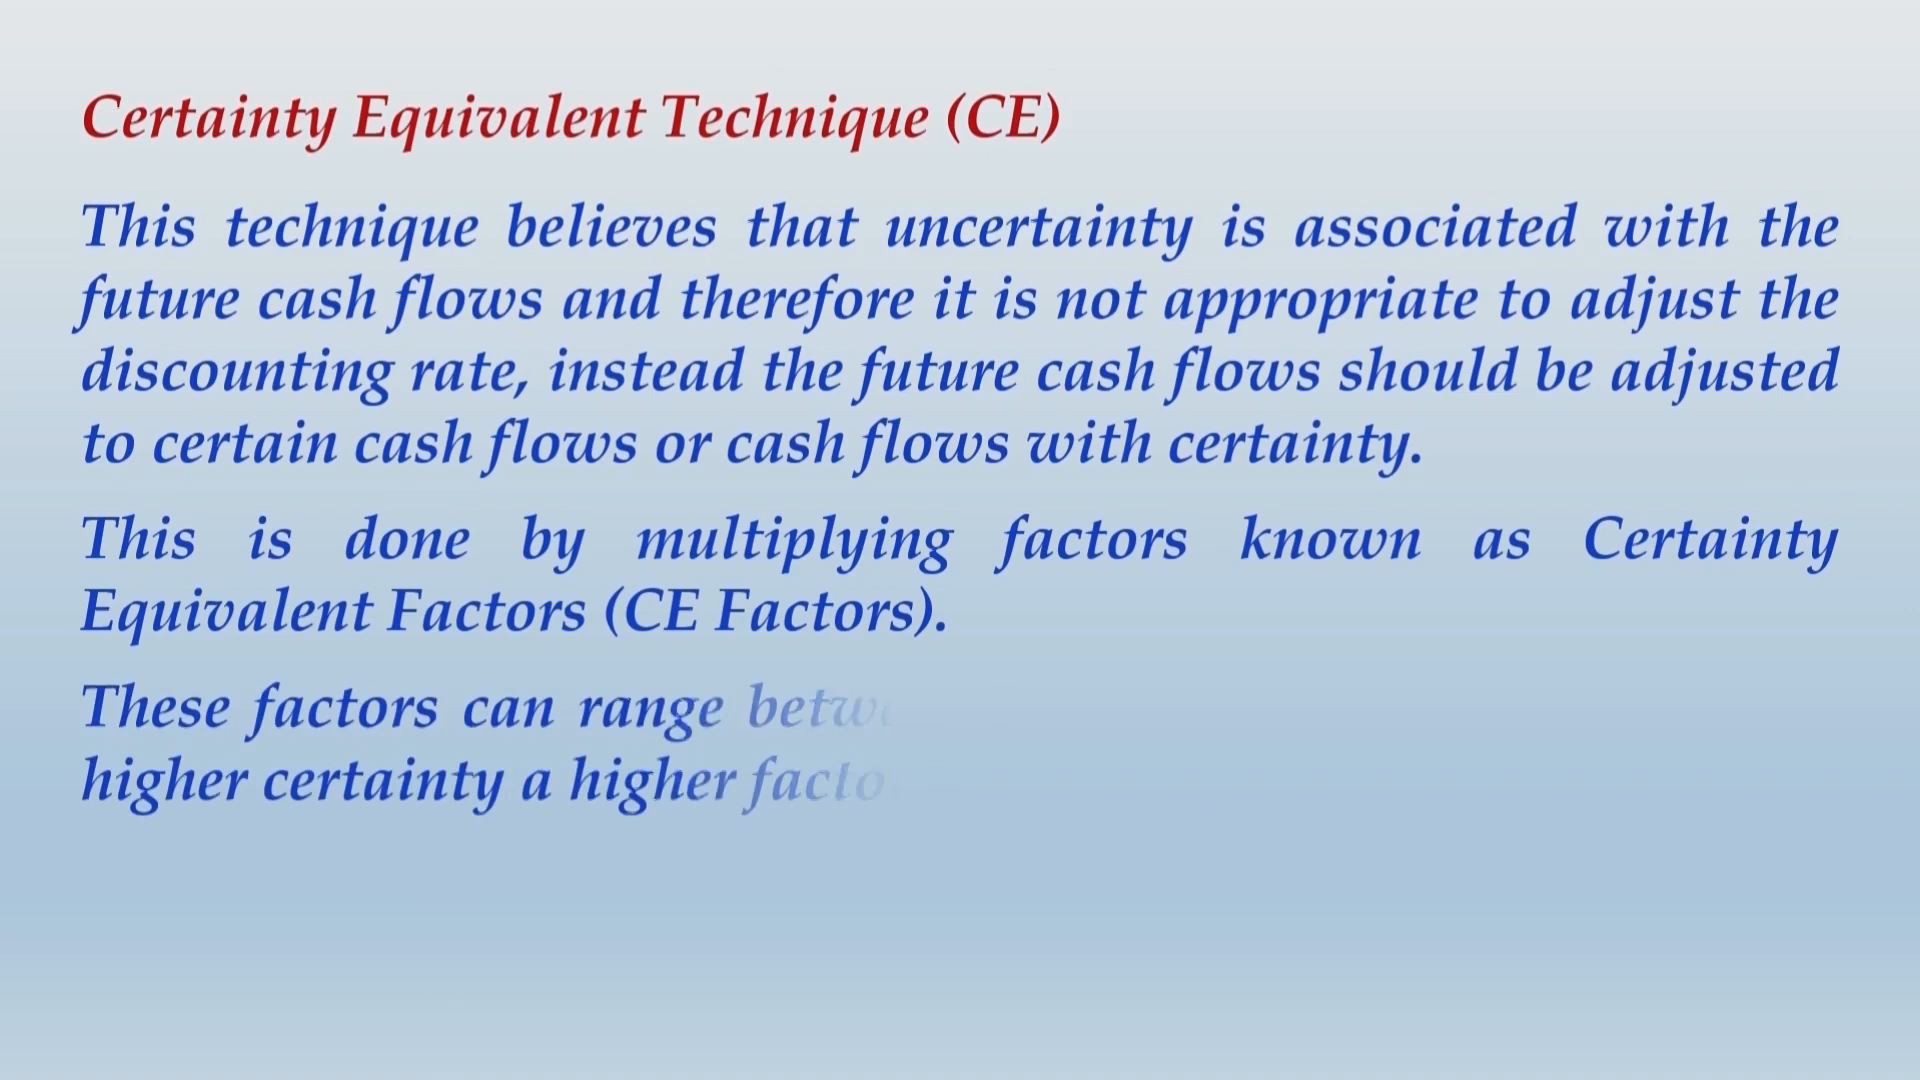 Certainty Equivalent Technique (CE)
This technique believes that uncertainty is associated with the
future cash flows and therefore it is not appropriate to adjust the
discounting rate, instead the future cash flows should be adjusted
to certain cash flows or cash flows with certainty.
This is done by multiplying factors known as Certainty
Equivalent Factors (CE Factors).
These factors can range
higher certainty a higher